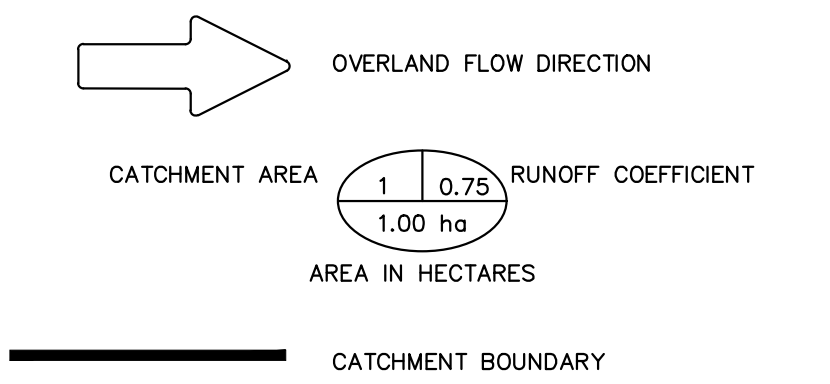 OVERLAND FLOW DIRECTION
CATCHMENT AREA
1
0.75
RUNOFF COEFFICIENT
1.00 ha
AREA IN HECTARES
CATCHMENT BOUNDARY